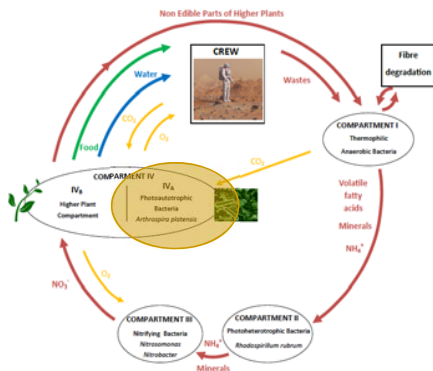 Non Edible Parts of Higher Plants
CREW
Fibre
degradation
Water
Wastes
CO₂
O₂
Food
COMPARTMENT I
Thermophilic
Anaerobic Bacteria
CO₂
COMPARMENT IV
IVB
Higher Plant
Compartment
IVA
Photoautotrophic
Bacteria
Arthrospira platensis
Volatile
fatty
acids
Minerals
NH₄⁺
O₂
NO₃⁻
COMPARTMENT III
Nitrifying Bacteria
Nitrosomonas
Nitrobacter
NH₄⁺
Minerals
COMPARTMENT II
Photoheterotrophic Bacteria
Rhodospirillum rubrum